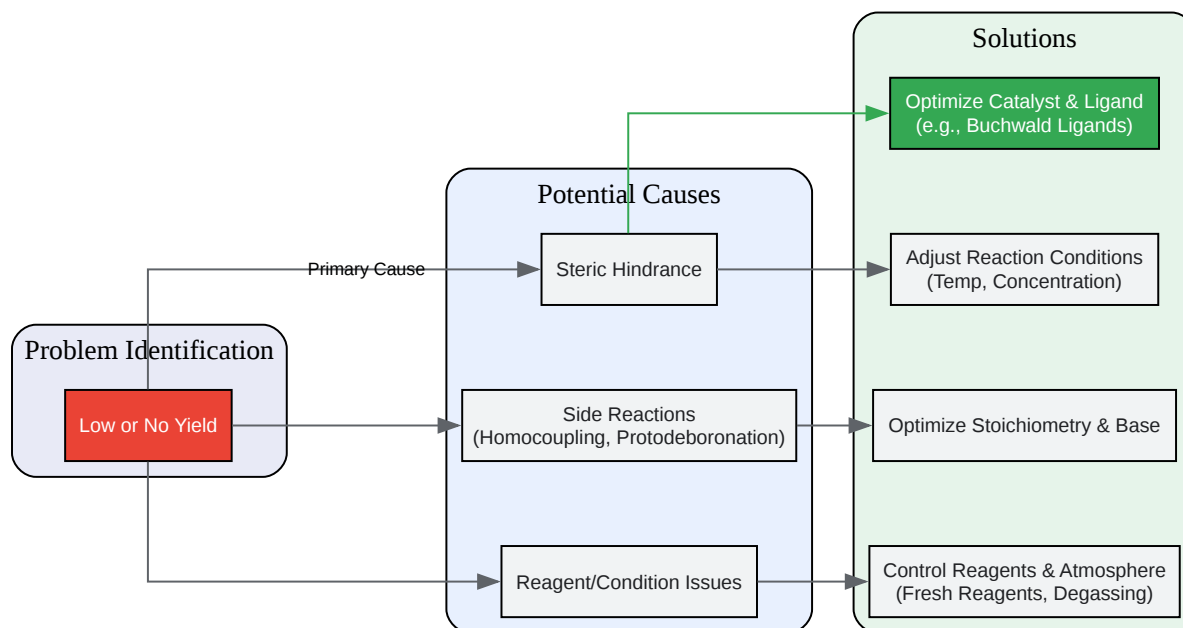 Solutions
Optimize Catalyst & Ligand
(e.g., Buchwald Ligands)
Potential Causes
Primary Cause
Steric Hindrance
Adjust Reaction Conditions
(Temp, Concentration)
Problem Identification
Low or No Yield
Side Reactions
(Homocoupling, Protodeboronation)
Optimize Stoichiometry & Base
Reagent/Condition Issues
Control Reagents & Atmosphere
(Fresh Reagents, Degassing)